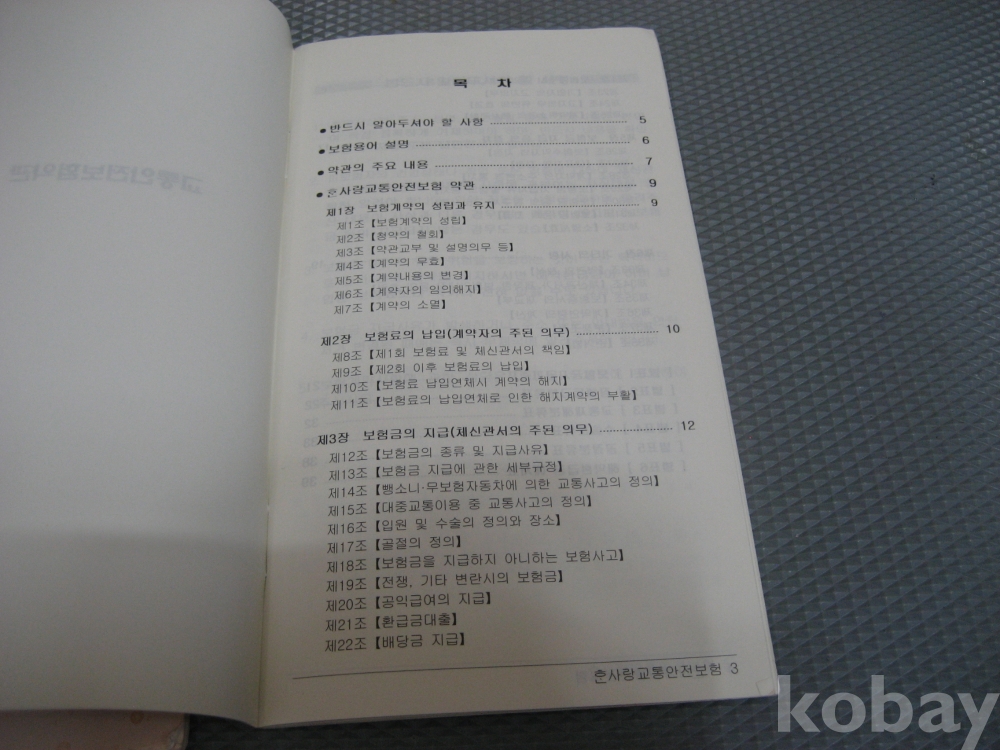 목 차
● 반드시 알아두셔야 할 사항 5
● 보험용어 설명 6
● 약관의 주요 내용 7
● ᄒᆞᆫ사랑교통안전보험 약관 9
제1장 보험계약의 성립과 유지 9
제1조【보험계약의 성립】
제2조【청약의 철회】
제3조【약관교부 및 설명의무 등】
제4조【계약의 무효】
제5조【계약내용의 변경】
제6조【계약자의 임의해지】
제7조【계약의 소멸】
제2장 보험료의 납입(계약자의 주된 의무) 10
제8조【제1회 보험료 및 체신관서의 책임】
제9조【제2회 이후 보험료의 납입】
제10조【보험료 납입연체시 계약의 해지】
제11조【보험료의 납입연체로 인한 해지계약의 부활】
제3장 보험금의 지급(체신관서의 주된 의무) 12
제12조【보험금의 종류 및 지급사유】
제13조【보험금 지급에 관한 세부규정】
제14조【뺑소니·무보험자동차에 의한 교통사고의 정의】
제15조【대중교통이용 중 교통사고의 정의】
제16조【입원 및 수술의 정의와 장소】
제17조【골절의 정의】
제18조【보험금을 지급하지 아니하는 보험사고】
제19조【전쟁, 기타 변란시의 보험금】
제20조【공익급여의 지급】
제21조【환급금대출】
제22조【배당금 지급】
ᄒᆞᆫ사랑교통안전보험 3
kobay